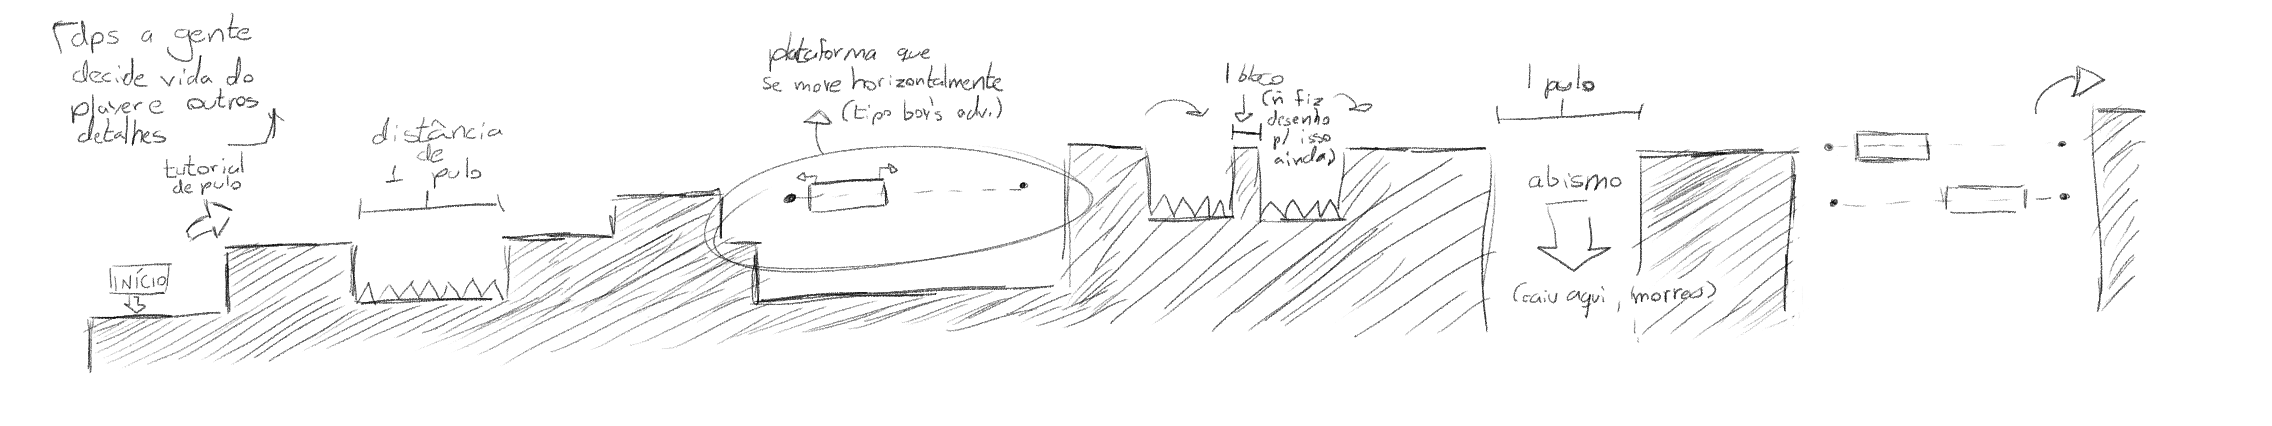 dps a gente
decide vida do
player e outros
detalhes
tutorial
de pulo
INÍCIO
distância
de
1 pulo
plataforma que
se move horizontalmente
(tipo boy's adv.)
1 bloco
(ñ fiz
desenho
p/ isso
ainda)
1 pulo
abismo
(caiu aqui, morreu)